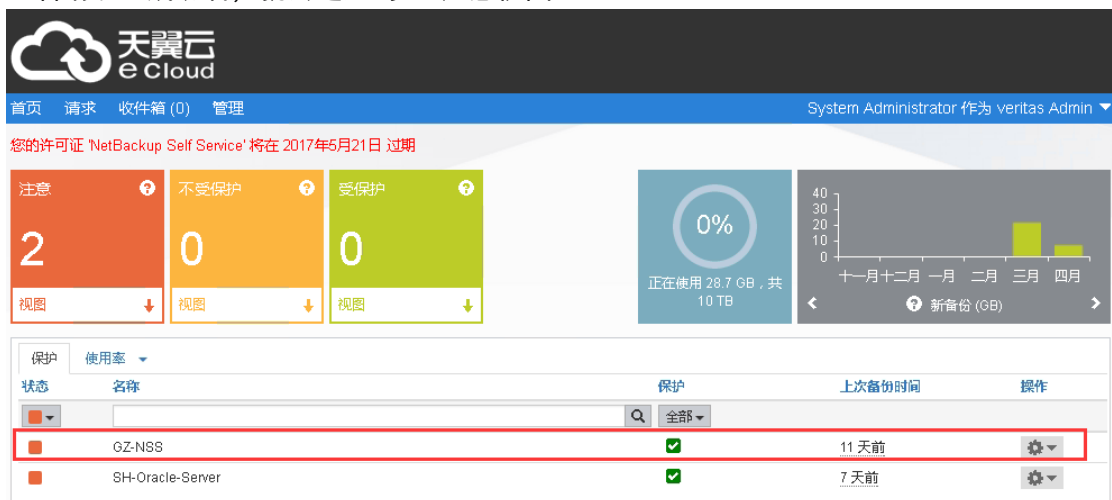 天翼云
e Cloud
首页 请求 收件箱 (0) 管理 System Administrator 作为 veritas Admin
您的许可证 'NetBackup Self Service' 将在 2017年5月21日 过期
注意 不受保护 受保护
2 0 0
视图 视图 视图
0%
正在使用 28.7 GB，共
10 TB
40
30
20
10
0
十一月 十二月 一月 二月 三月 四月
新备份 (GB)
保护 使用率
状态 名称 保护 上次备份时间 操作
全部
GZ-NSS 11 天前
SH-Oracle-Server 7 天前